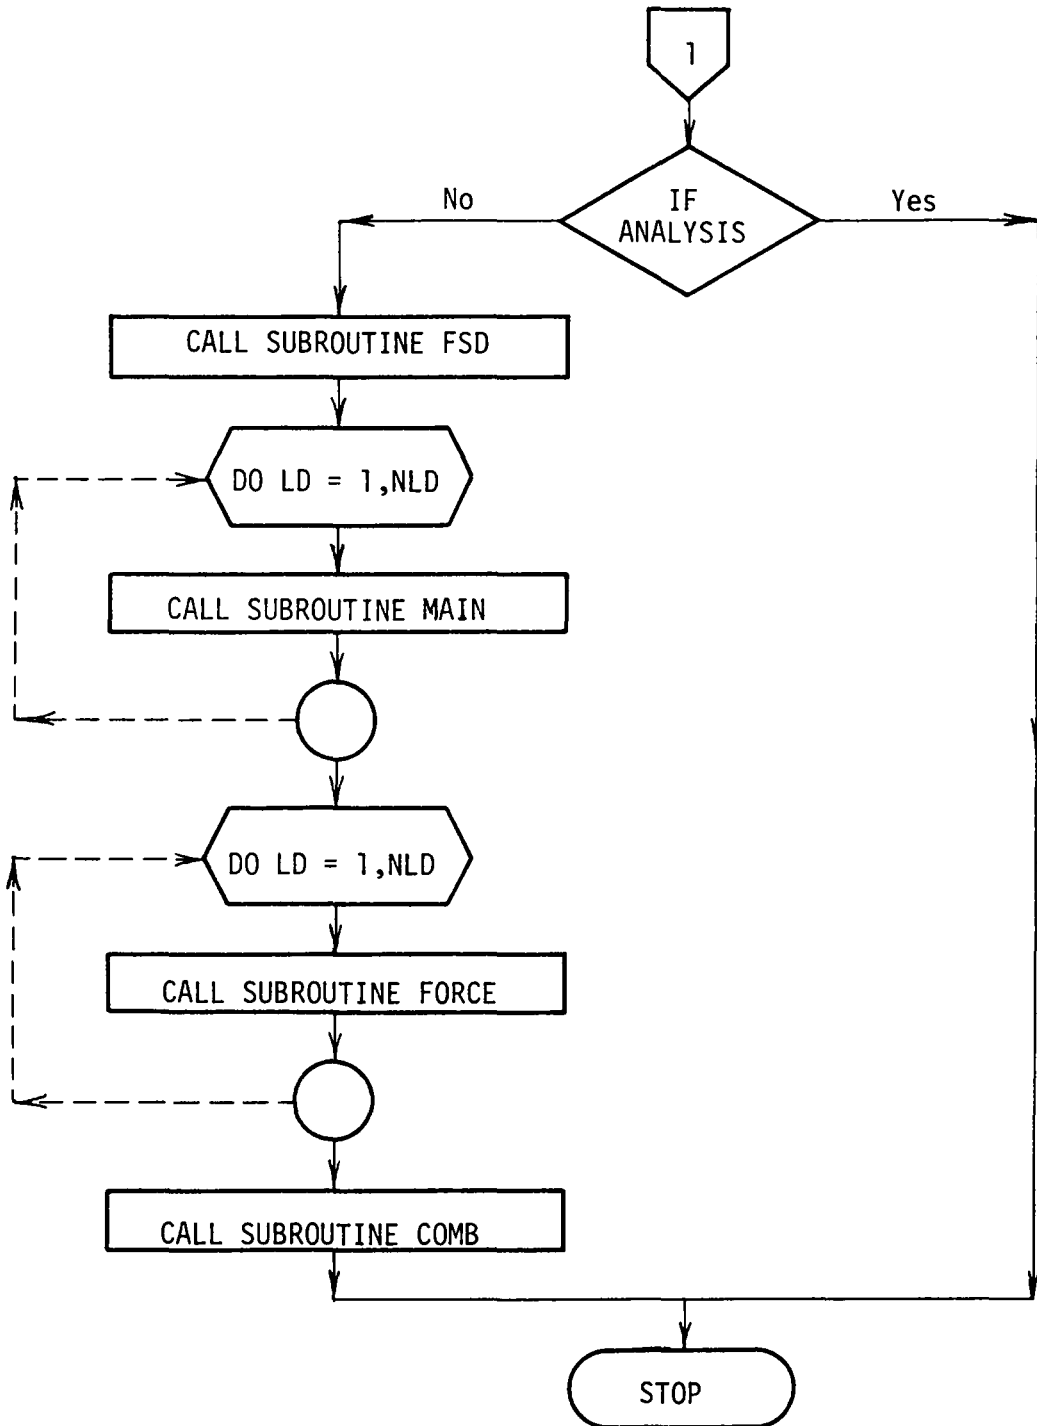 1
IF
ANALYSIS
No
Yes
CALL SUBROUTINE FSD
DO LD = 1,NLD
CALL SUBROUTINE MAIN
DO LD = 1,NLD
CALL SUBROUTINE FORCE
CALL SUBROUTINE COMB
STOP